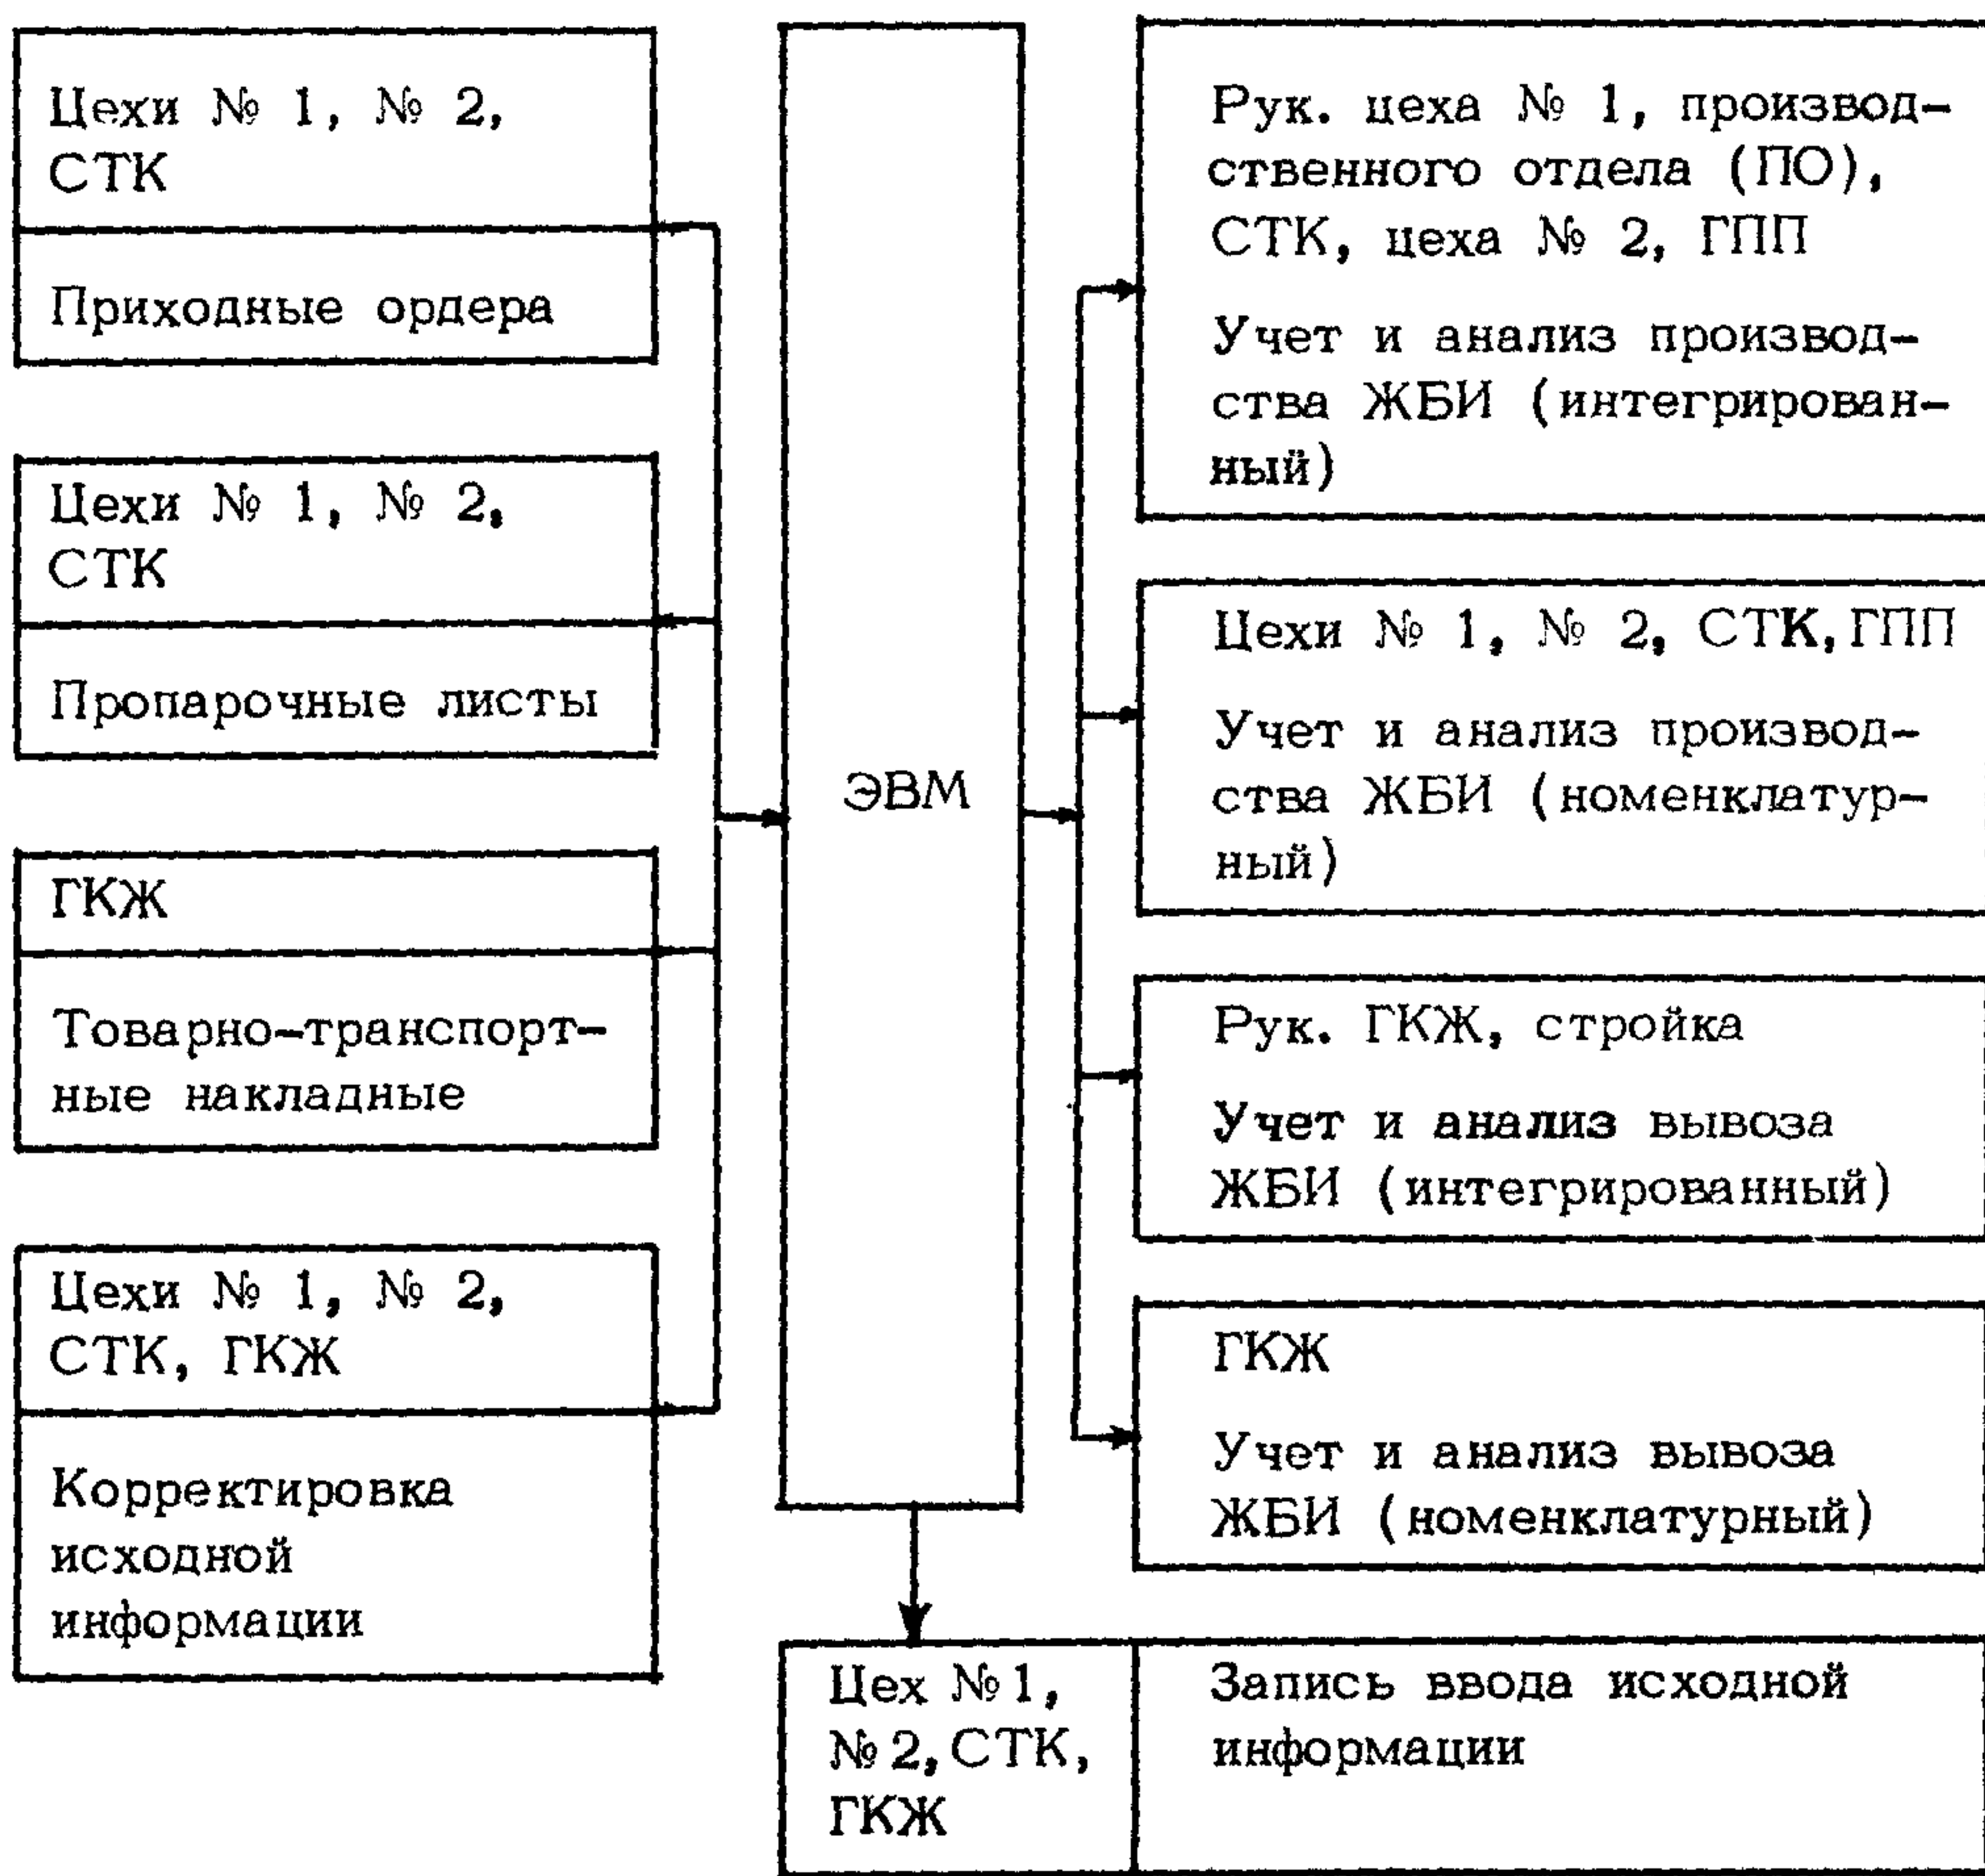 Цехи № 1, № 2,
СТК
Приходные ордера
Цехи № 1, № 2,
СТК
Пропарочные листы
ГКЖ
Товарно-транспорт-
ные накладные
Цехи № 1, № 2,
СТК, ГКЖ
Корректировка
исходной
информации
ЭВМ
Рук. цеха № 1, производ-
ственного отдела (ПО),
СТК, цеха № 2, ГПП
Учет и анализ производ-
ства ЖБИ (интегрирован-
ный)
Цехи № 1, № 2, СТК, ГПП
Учет и анализ производ-
ства ЖБИ (номенклатур-
ный)
Рук. ГКЖ, стройка
Учет и анализ вывоза
ЖБИ (интегрированный)
ГКЖ
Учет и анализ вывоза
ЖБИ (номенклатурный)
Цех № 1,
№ 2, СТК,
ГКЖ
Запись ввода исходной
информации